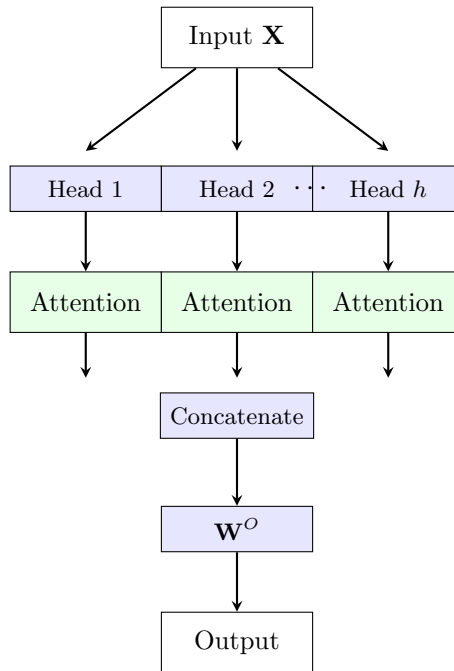 Input X
Head 1 Head 2 ··· Head h
Attention Attention Attention
Concatenate
W^O
Output